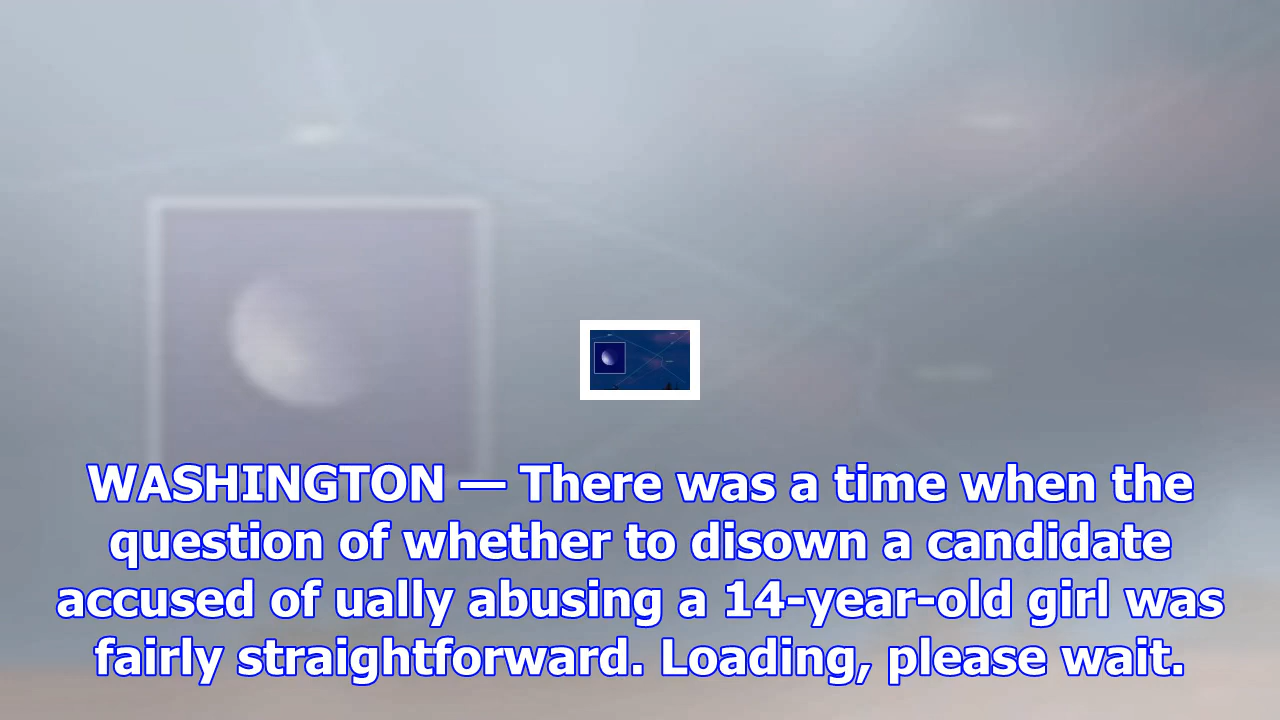 WASHINGTON — There was a time when the
question of whether to disown a candidate
accused of ually abusing a 14-year-old girl was
fairly straightforward. Loading, please wait.